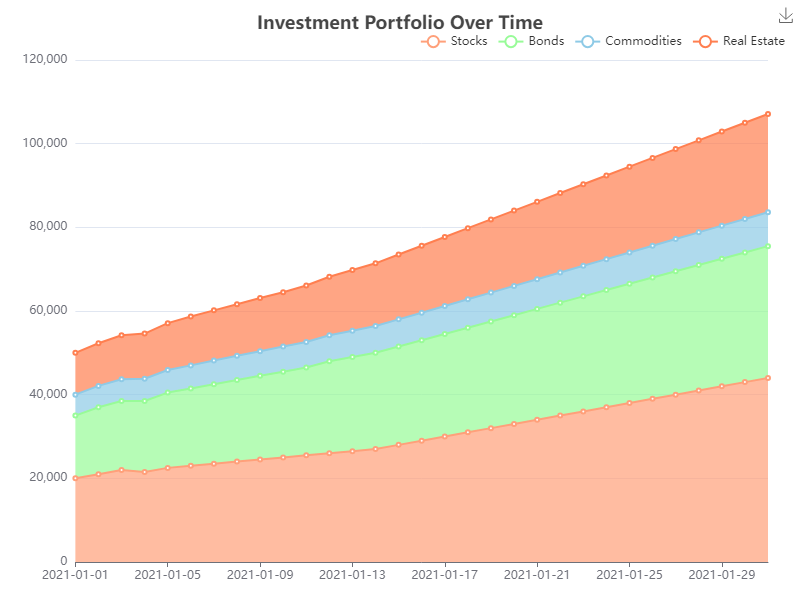 Investment Portfolio Over Time
Stocks Bonds Commodities Real Estate
120,000
100,000
80,000
60,000
40,000
20,000
0
2021-01-01 2021-01-05 2021-01-09 2021-01-13 2021-01-17 2021-01-21 2021-01-25 2021-01-29